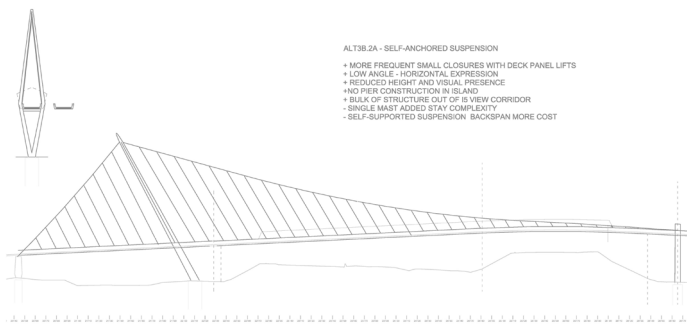 ALT3B.2A - SELF-ANCHORED SUSPENSION
+ MORE FREQUENT SMALL CLOSURES WITH DECK PANEL LIFTS
+ LOW ANGLE - HORIZONTAL EXPRESSION
+ REDUCED HEIGHT AND VISUAL PRESENCE
+NO PIER CONSTRUCTION IN ISLAND
+ BULK OF STRUCTURE OUT OF I5 VIEW CORRIDOR
- SINGLE MAST ADDED STAY COMPLEXITY
- SELF-SUPPORTED SUSPENSION BACKSPAN MORE COST